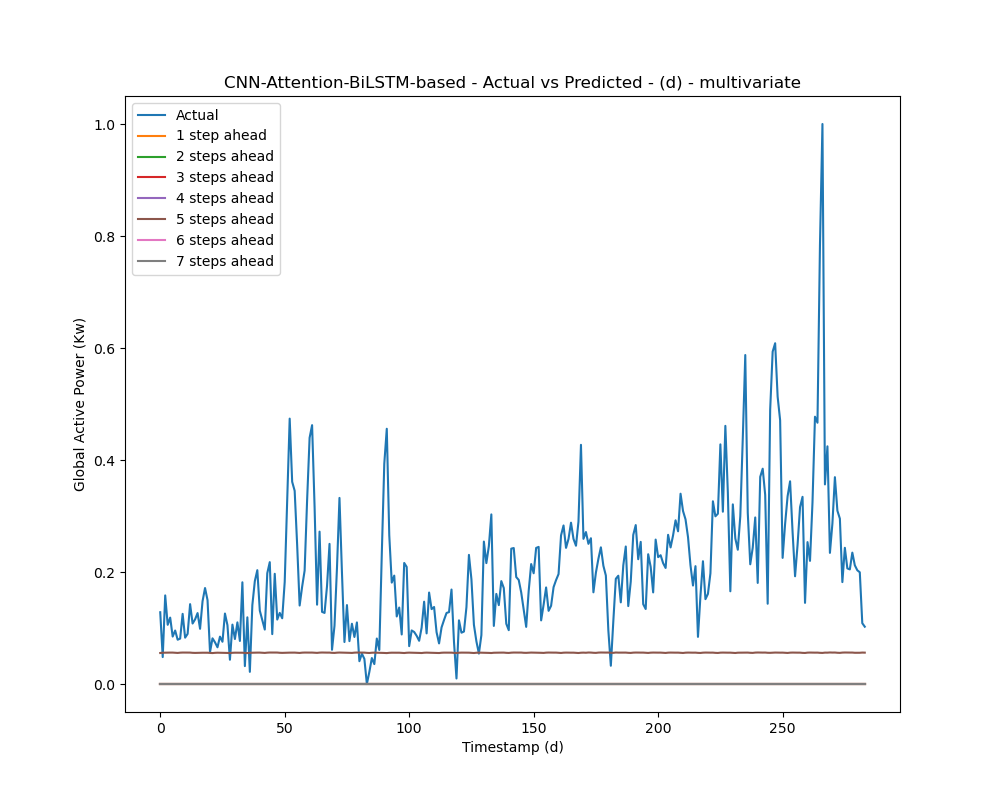 CNN-Attention-BiLSTM-based - Actual vs Predicted - (d) - multivariate
Actual
1 step ahead
2 steps ahead
3 steps ahead
4 steps ahead
5 steps ahead
6 steps ahead
7 steps ahead
1.0
0.8
0.6
0.4
0.2
0.0
Global Active Power (Kw)
0 50 100 150 200 250
Timestamp (d)